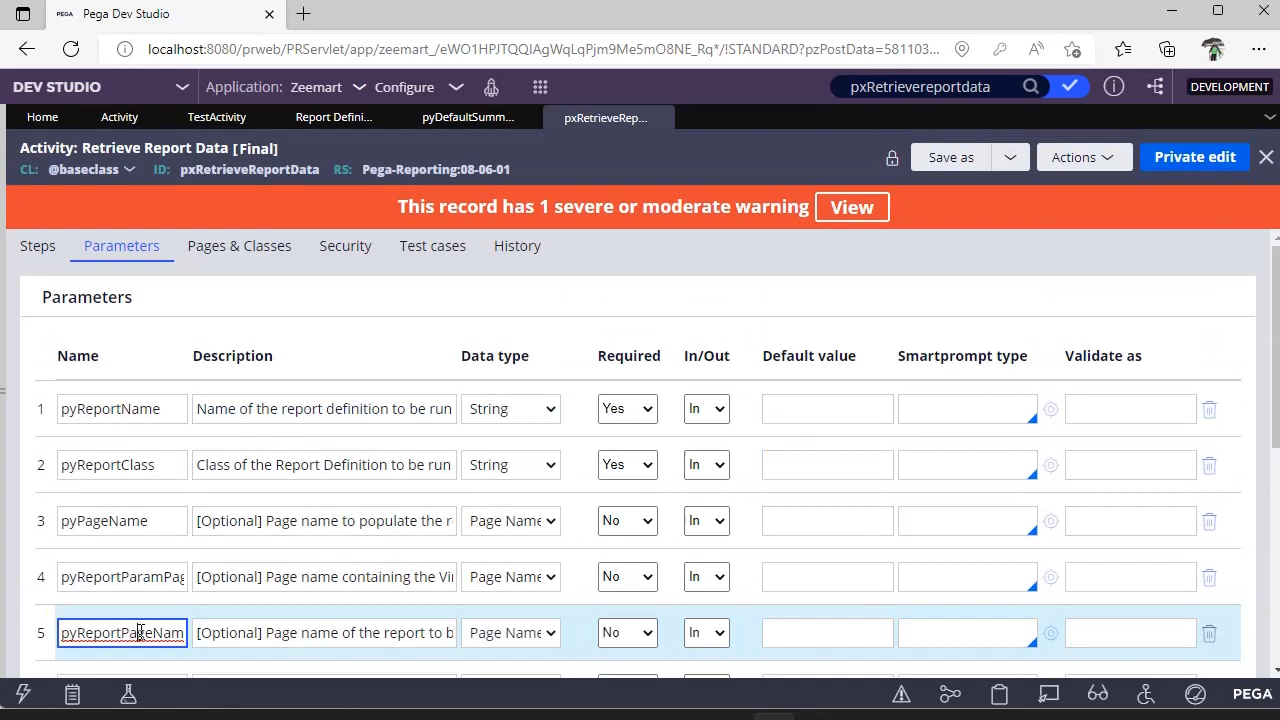 PEGA Pega Dev Studio
localhost:8080/prweb/PRServlet/app/zeemart_/eWO1HPJTQQIAgWqLqPjm9Me5mO8NE_Rq*/!STANDARD?pzPostData=581103...
DEV STUDIO Application: Zeemart Configure pxRetrievereportdata DEVELOPMENT
Home Activity TestActivity Report Defini... pyDefaultSumm... pxRetrieveRep...
Activity: Retrieve Report Data [Final]
CL: @baseclass ID: pxRetrieveReportData RS: Pega-Reporting:08-06-01
Save as Actions Private edit
This record has 1 severe or moderate warning View
Steps Parameters Pages & Classes Security Test cases History
Parameters
Name Description Data type Required In/Out Default value Smartprompt type Validate as
1 pyReportName Name of the report definition to be run String Yes In
2 pyReportClass Class of the Report Definition to be run String Yes In
3 pyPageName [Optional] Page name to populate the r Page Name No In
4 pyReportParamPag [Optional] Page name containing the Vi Page Name No In
5 pyReportPageNam [Optional] Page name of the report to b Page Name No In
PEGA